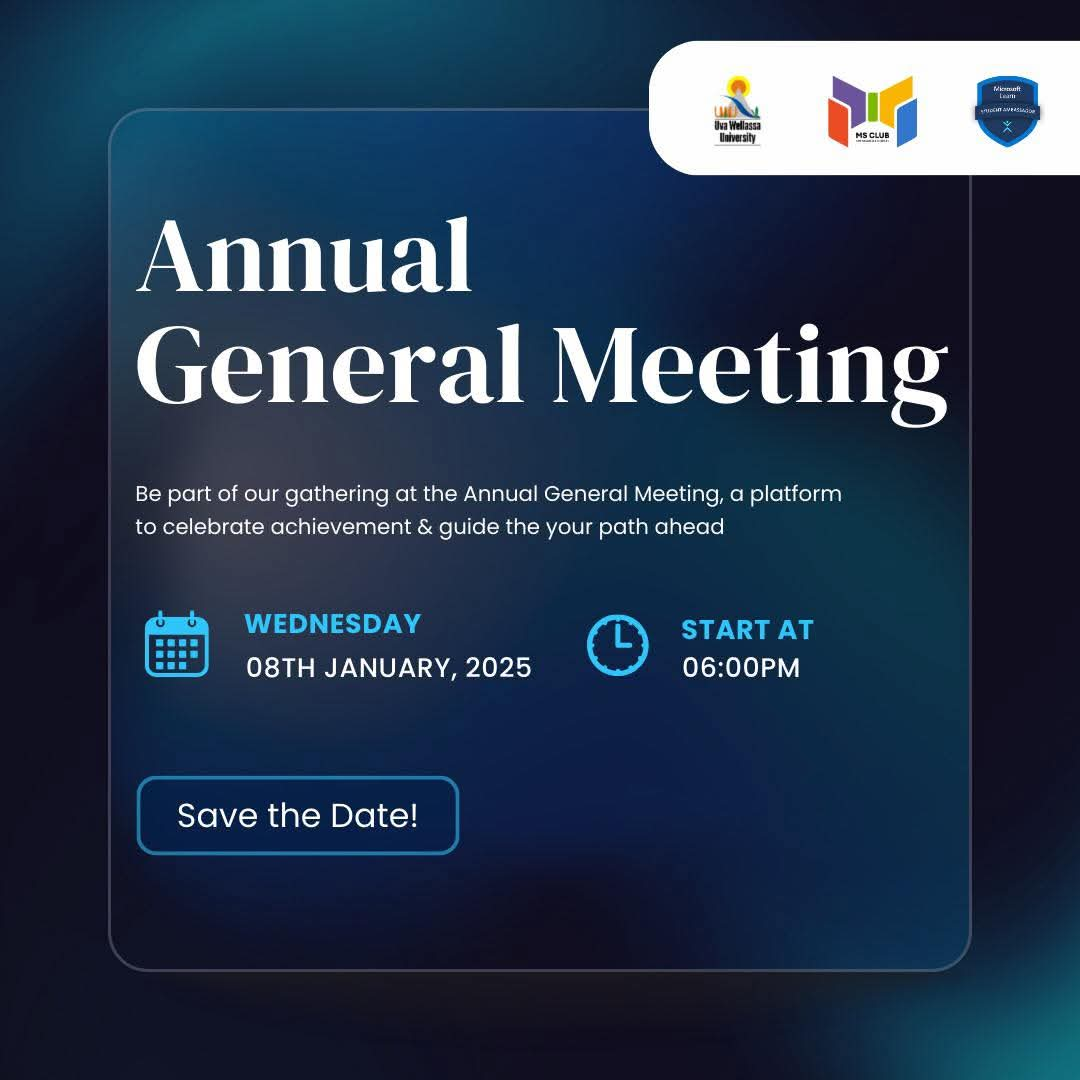 Uva Wellassa
University
MS CLUB
Microsoft
Learn
STUDENT AMBASSADOR
Annual
General Meeting
Be part of our gathering at the Annual General Meeting, a platform
to celebrate achievement & guide the your path ahead
WEDNESDAY
08TH JANUARY, 2025
START AT
06:00PM
Save the Date!